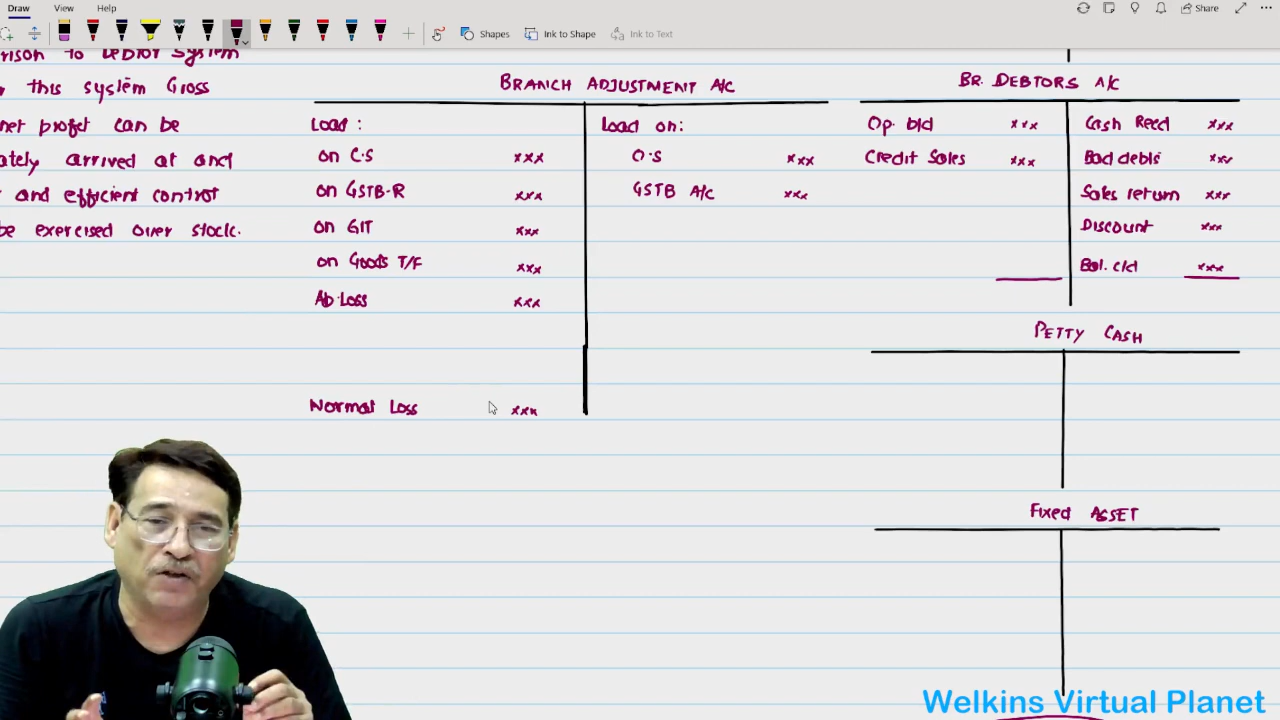 Draw View Help
Share
Shapes Ink to Shape Ink to Text
rison to Debtor System
this system Gross
net profit can be
ately arrived at and
and efficient control
be exercised over stock.
BRANCH ADJUSTMENT A/C
Load :
on C.S xxx
on GSTB-R xxx
on GIT xxx
on Goods T/F xxx
Ab. Loss xxx
Normal Loss xxx
Load on:
O.S xxx
GSTB A/C xxx
BR. DEBTORS A/C
Op. bld xxx
Credit Sales xxx
Cash Recd xxx
Bad debts xxx
Sales return xxx
Discount xxx
Bal. c/d xxx
PETTY CASH
Fixed ASSET
Welkins Virtual Planet